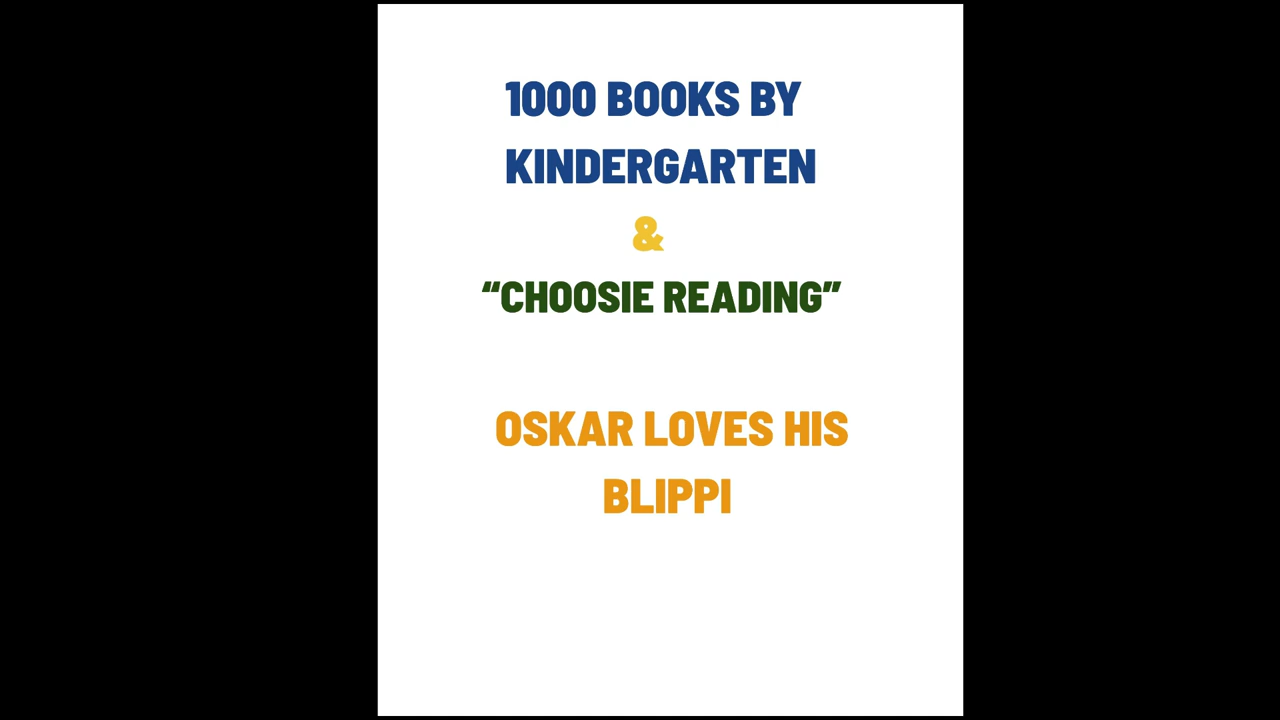 1000 BOOKS BY
KINDERGARTEN
&
“CHOOSIE READING”
OSKAR LOVES HIS
BLIPPI